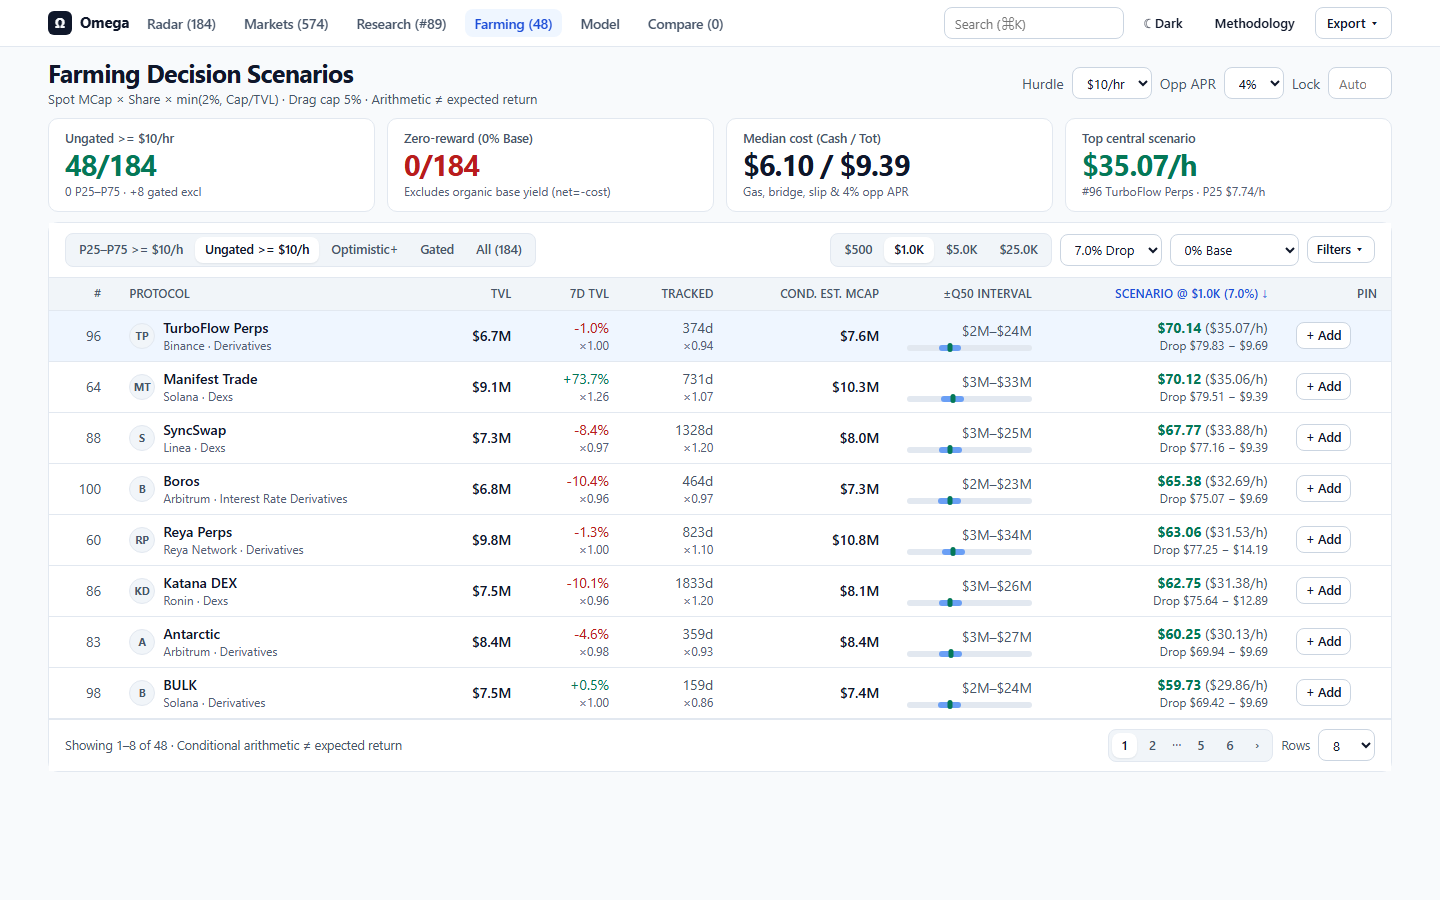 Ω Omega Radar (184) Markets (574) Research (#89) Farming (48) Model Compare (0) Search (⌘K) ☾ Dark Methodology Export ▾
Farming Decision Scenarios
Spot MCap × Share × min(2%, Cap/TVL) · Drag cap 5% · Arithmetic ≠ expected return
Hurdle $10/hr Opp APR 4% Lock Auto
Ungated >= $10/hr
48/184
0 P25–P75 · +8 gated excl
Zero-reward (0% Base)
0/184
Excludes organic base yield (net=-cost)
Median cost (Cash / Tot)
$6.10 / $9.39
Gas, bridge, slip & 4% opp APR
Top central scenario
$35.07/h
#96 TurboFlow Perps · P25 $7.74/h
P25–P75 >= $10/h Ungated >= $10/h Optimistic+ Gated All (184) $500 $1.0K $5.0K $25.0K 7.0% Drop 0% Base Filters ▾
# PROTOCOL TVL 7D TVL TRACKED COND. EST. MCAP ±Q50 INTERVAL SCENARIO @ $1.0K (7.0%) ↓ PIN
96 TP TurboFlow Perps $6.7M -1.0% 374d $7.6M $2M–$24M $70.14 ($35.07/h) + Add
Binance · Derivatives ×1.00 ×0.94 Drop $79.83 − $9.69
64 MT Manifest Trade $9.1M +73.7% 731d $10.3M $3M–$33M $70.12 ($35.06/h) + Add
Solana · Dexs ×1.26 ×1.07 Drop $79.51 − $9.39
88 S SyncSwap $7.3M -8.4% 1328d $8.0M $3M–$25M $67.77 ($33.88/h) + Add
Linea · Dexs ×0.97 ×1.20 Drop $77.16 − $9.39
100 B Boros $6.8M -10.4% 464d $7.3M $2M–$23M $65.38 ($32.69/h) + Add
Arbitrum · Interest Rate Derivatives ×0.96 ×0.97 Drop $75.07 − $9.69
60 RP Reya Perps $9.8M -1.3% 823d $10.8M $3M–$34M $63.06 ($31.53/h) + Add
Reya Network · Derivatives ×1.00 ×1.10 Drop $77.25 − $14.19
86 KD Katana DEX $7.5M -10.1% 1833d $8.1M $3M–$26M $62.75 ($31.38/h) + Add
Ronin · Dexs ×0.96 ×1.20 Drop $75.64 − $12.89
83 A Antarctic $8.4M -4.6% 359d $8.4M $3M–$27M $60.25 ($30.13/h) + Add
Arbitrum · Derivatives ×0.98 ×0.93 Drop $69.94 − $9.69
98 B BULK $7.5M +0.5% 159d $7.4M $2M–$24M $59.73 ($29.86/h) + Add
Solana · Derivatives ×1.00 ×0.86 Drop $69.42 − $9.69
Showing 1–8 of 48 · Conditional arithmetic ≠ expected return 1 2 ··· 5 6 › Rows 8